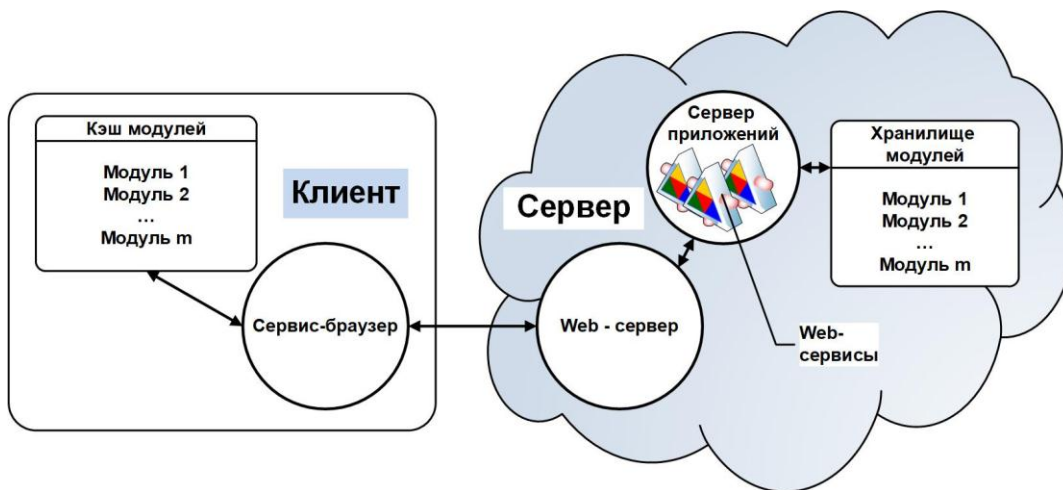 Кэш модулей
Модуль 1
Модуль 2
...
Модуль m
Клиент
Сервис-браузер
Сервер
Web - сервер
Сервер
приложений
Web-
сервисы
Хранилище
модулей
Модуль 1
Модуль 2
...
Модуль m